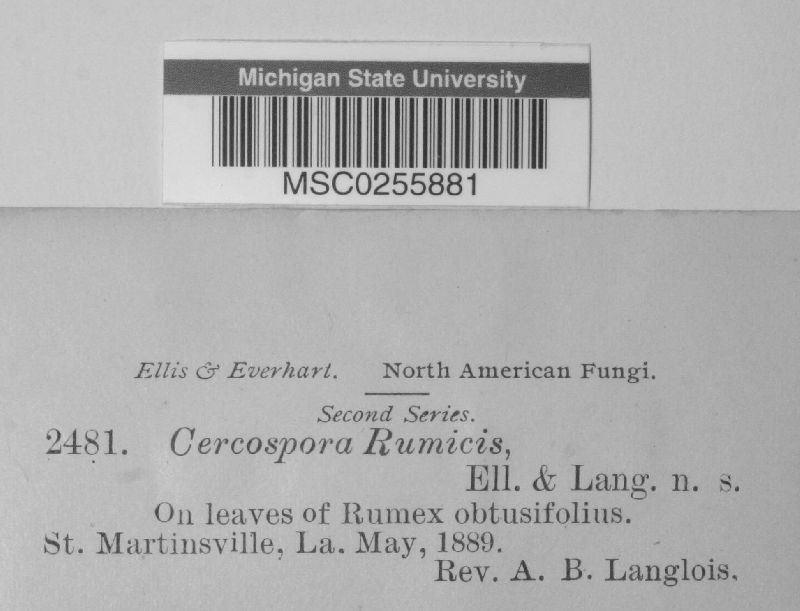 Michigan State University
MSC0255881
Ellis & Everhart. North American Fungi.
Second Series.
2481. Cercospora Rumicis,
Ell. & Lang. n. s.
On leaves of Rumex obtusifolius.
St. Martinsville, La. May, 1889.
Rev. A. B. Langlois.